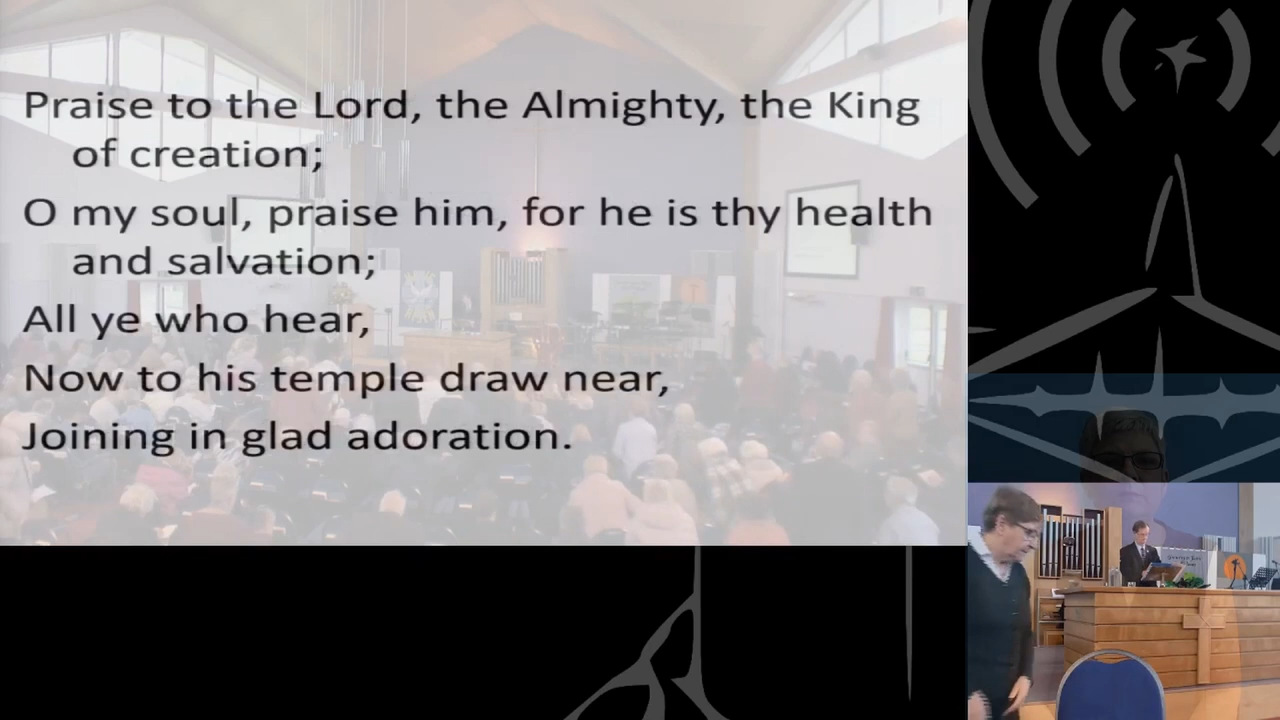 Praise to the Lord, the Almighty, the King
of creation;
O my soul, praise him, for he is thy health
and salvation;
All ye who hear,
Now to his temple draw near,
Joining in glad adoration.